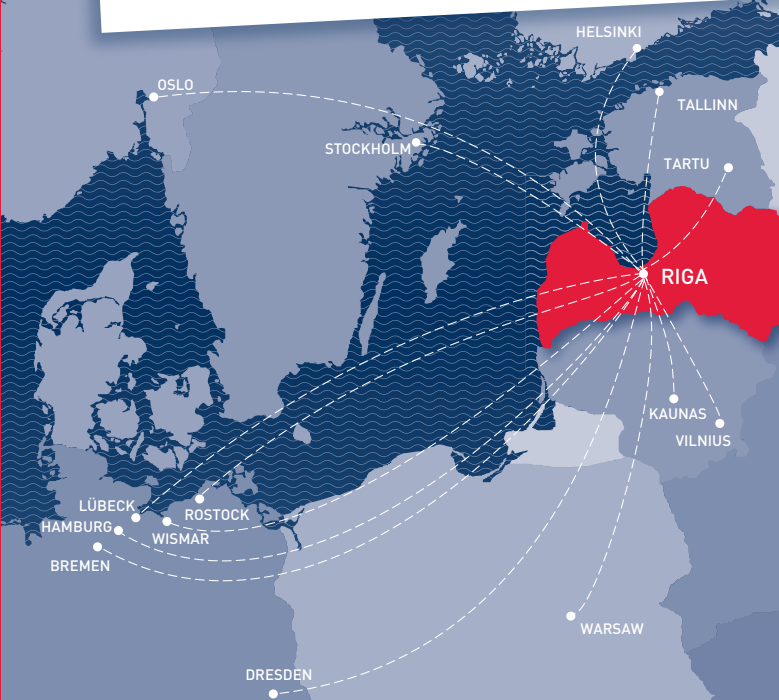 HELSINKI
OSLO
TALLINN
STOCKHOLM
TARTU
RIGA
KAUNAS
VILNIUS
LÜBECK
ROSTOCK
HAMBURG
WISMAR
BREMEN
WARSAW
DRESDEN